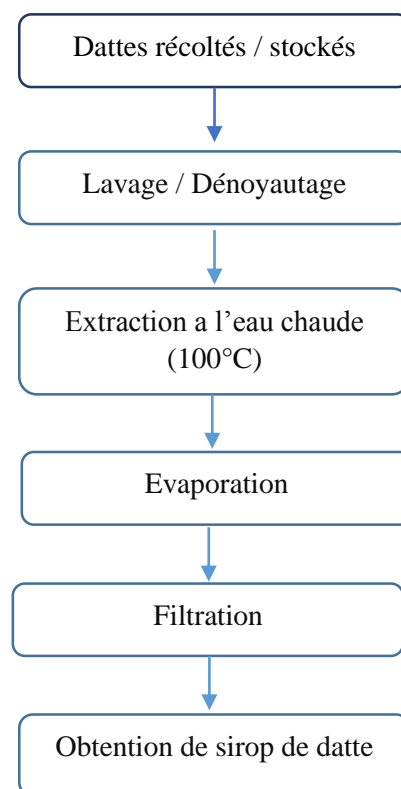 Dattes récoltés / stockés
Lavage / Dénoyautage
Extraction a l’eau chaude
(100°C)
Evaporation
Filtration
Obtention de sirop de datte